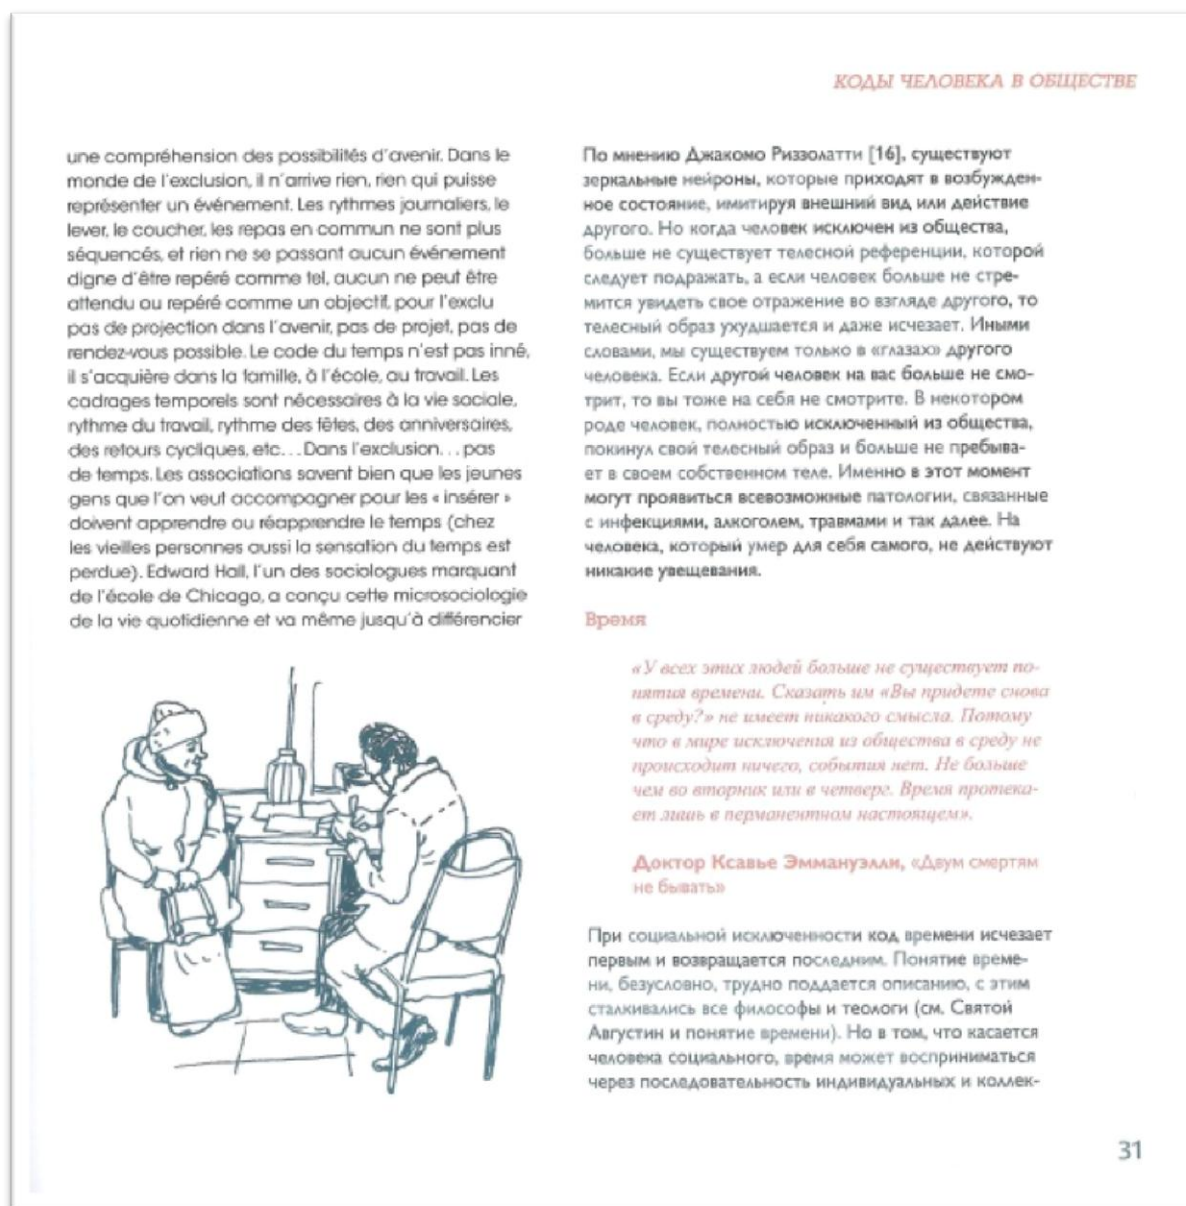 КОДЫ ЧЕЛОВЕКА В ОБЩЕСТВЕ
une compréhension des possibilités d'avenir. Dans le
monde de l'exclusion, il n'arrive rien, rien qui puisse
représenter un événement. Les rythmes journaliers, le
lever, le coucher, les repas en commun ne sont plus
séquencés, et rien ne se passant aucun événement
digne d'être repéré comme tel, aucun ne peut être
attendu ou repéré comme un objectif, pour l'exclu
pas de projection dans l'avenir, pas de projet, pas de
rendez-vous possible. Le code du temps n'est pas inné,
il s'acquière dans la famille, à l'école, au travail. Les
cadrages temporels sont nécessaires à la vie sociale,
rythme du travail, rythme des fêtes, des anniversaires,
des retours cycliques, etc... Dans l'exclusion... pas
de temps. Les associations savent bien que les jeunes
gens que l'on veut accompagner pour les « insérer »
doivent apprendre ou réapprendre le temps (chez
les vieilles personnes aussi la sensation du temps est
perdue). Edward Hall, l'un des sociologues marquant
de l'école de Chicago, a conçu cette microsociologie
de la vie quotidienne et va même jusqu'à différencier
По мнению Джакомо Риззолатти [16], существуют
зеркальные нейроны, которые приходят в возбужден-
ное состояние, имитируя внешний вид или действие
другого. Но когда человек исключен из общества,
больше не существует телесной референции, которой
следует подражать, а если человек больше не стре-
мится увидеть свое отражение во взгляде другого, то
телесный образ ухудшается и даже исчезает. Иными
словами, мы существуем только в «глазах» другого
человека. Если другой человек на вас больше не смо-
трит, то вы тоже на себя не смотрите. В некотором
роде человек, полностью исключенный из общества,
покинул свой телесный образ и больше не пребыва-
ет в своем собственном теле. Именно в этот момент
могут проявиться всевозможные патологии, связанные
с инфекциями, алкоголем, травмами и так далее. На
человека, который умер для себя самого, не действуют
никакие увещевания.
Время
«У всех этих людей больше не существует по-
нятия времени. Сказать им «Вы придете снова
в среду?» не имеет никакого смысла. Потому
что в мире исключения из общества в среду не
происходит ничего, события нет. Не больше
чем во вторник или в четверг. Время протека-
ет лишь в перманентном настоящем».
Доктор Ксавье Эммануэлли, «Двум смертям
не бывать»
При социальной исключенности код времени исчезает
первым и возвращается последним. Понятие време-
ни, безусловно, трудно поддается описанию, с этим
сталкивались все философы и теологи (см. Святой
Августин и понятие времени). Но в том, что касается
человека социального, время может восприниматься
через последовательность индивидуальных и коллек-
31